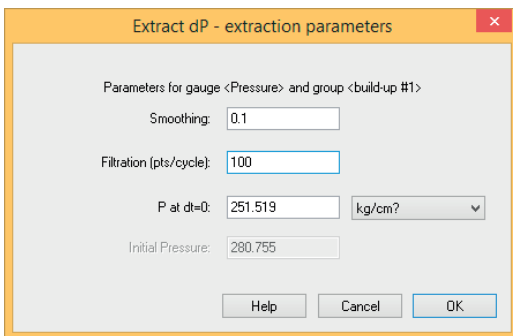 Extract dP - extraction parameters
Parameters for gauge <Pressure> and group <build-up #1>
Smoothing: 0.1
Filtration (pts/cycle): 100
P at dt=0: 251.519 kg/cm?
Initial Pressure: 280.755
Help Cancel OK